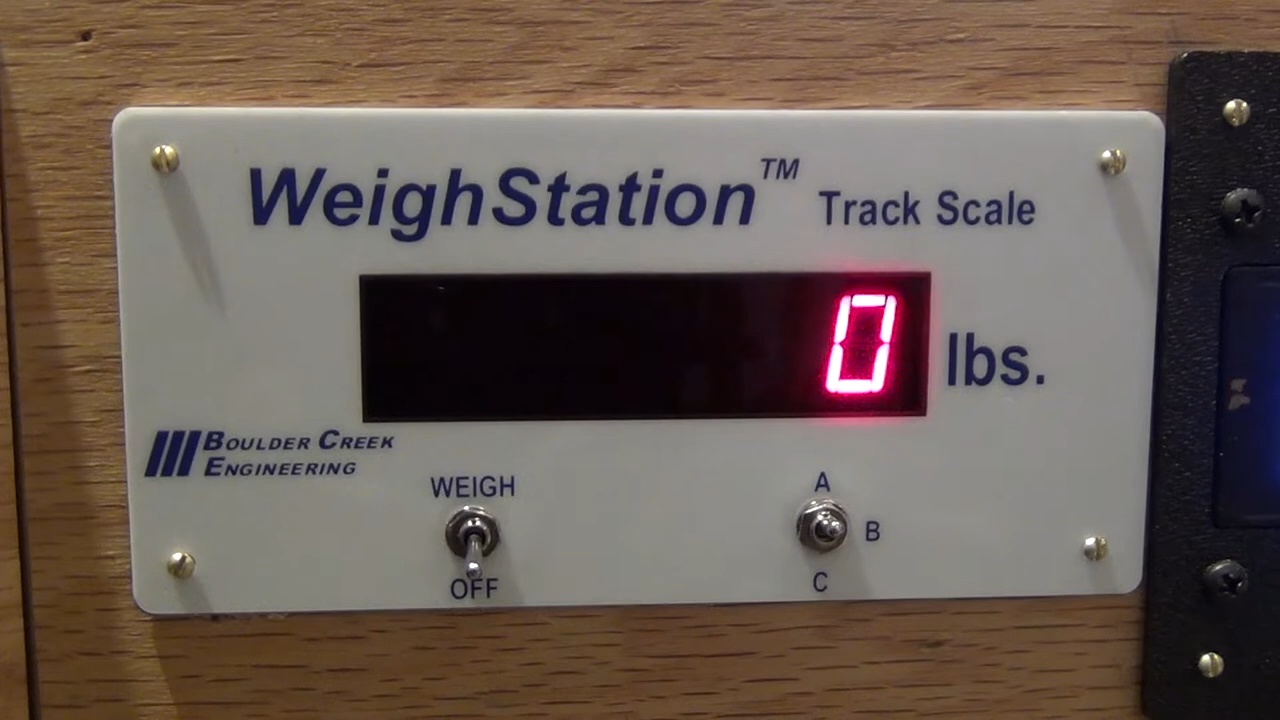 WeighStation™ Track Scale
0 lbs.
BOULDER CREEK
ENGINEERING
WEIGH
OFF
A
B
C